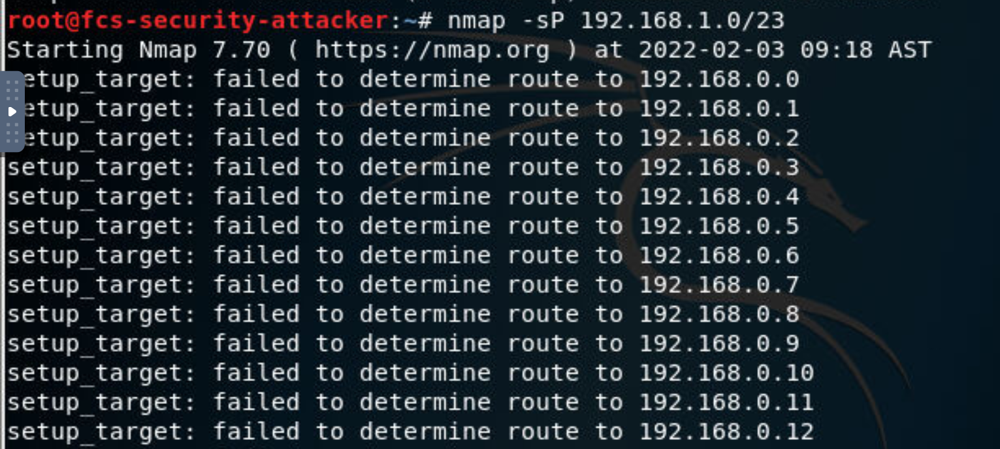 root@fcs-security-attacker:~# nmap -sP 192.168.1.0/23
Starting Nmap 7.70 ( https://nmap.org ) at 2022-02-03 09:18 AST
etup_target: failed to determine route to 192.168.0.0
etup_target: failed to determine route to 192.168.0.1
etup_target: failed to determine route to 192.168.0.2
setup_target: failed to determine route to 192.168.0.3
setup_target: failed to determine route to 192.168.0.4
setup_target: failed to determine route to 192.168.0.5
setup_target: failed to determine route to 192.168.0.6
setup_target: failed to determine route to 192.168.0.7
setup_target: failed to determine route to 192.168.0.8
setup_target: failed to determine route to 192.168.0.9
setup_target: failed to determine route to 192.168.0.10
setup_target: failed to determine route to 192.168.0.11
setup_target: failed to determine route to 192.168.0.12